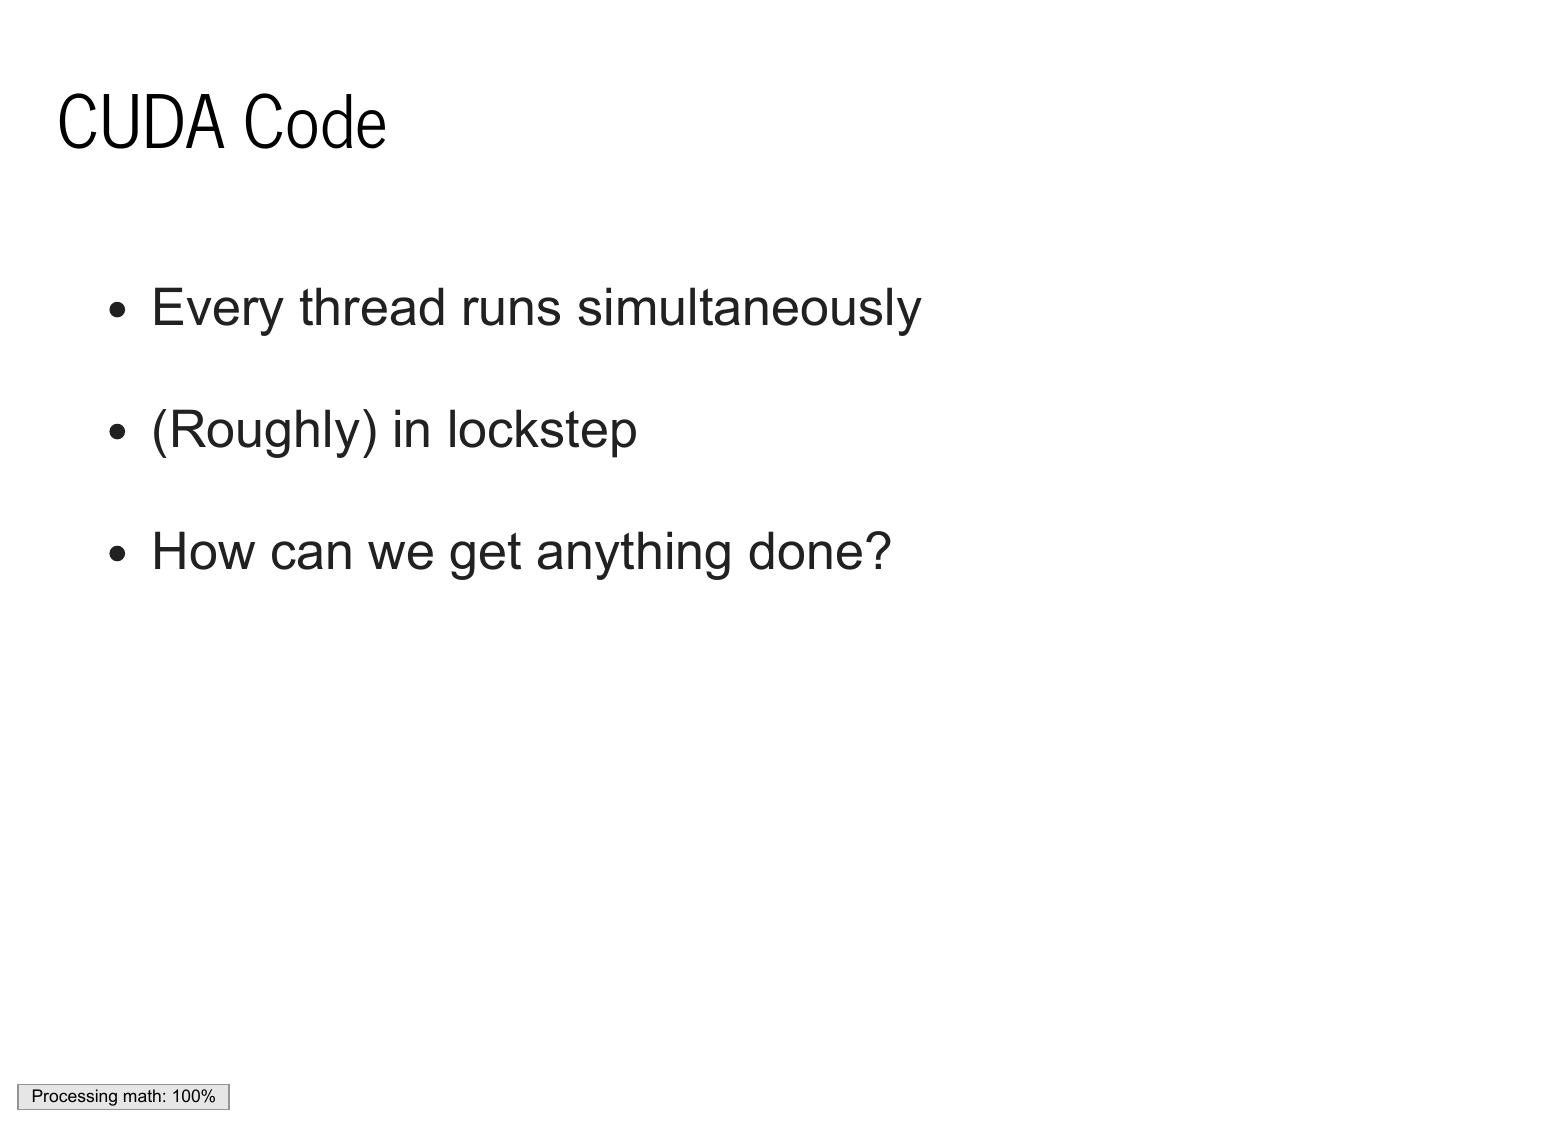 CUDA Code
• Every thread runs simultaneously
• (Roughly) in lockstep
• How can we get anything done?
Processing math: 100%